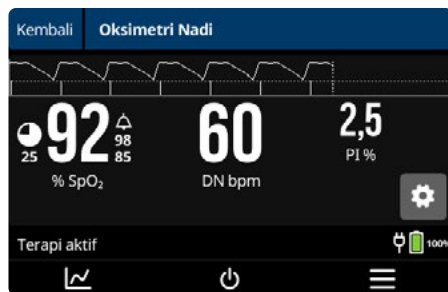 Kembali Oksimetri Nadi
25 92 98 85 60 2,5
% SpO₂ DN bpm PI %
Terapi aktif 100%